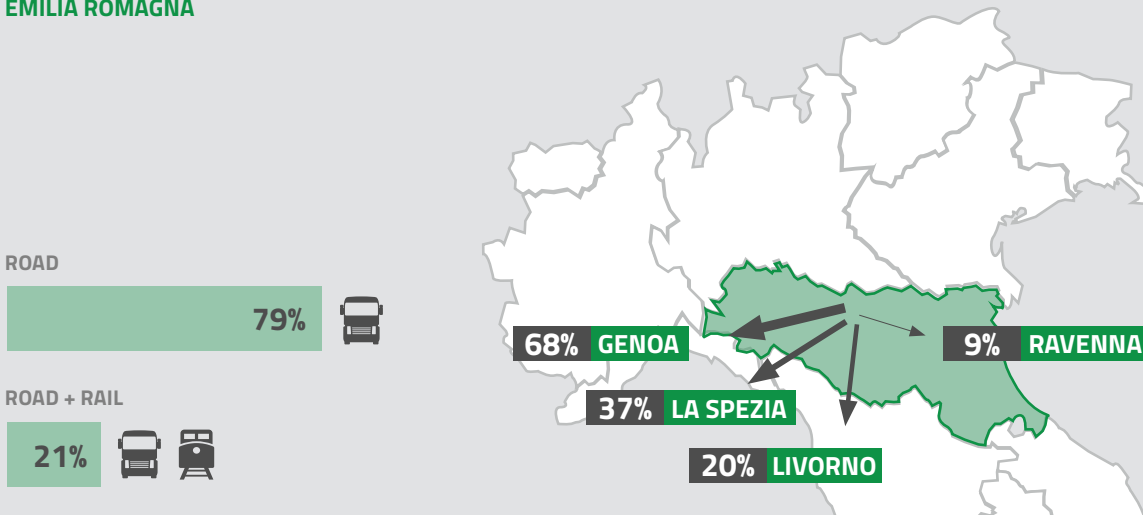 EMILIA ROMAGNA
ROAD
79%
ROAD + RAIL
21%
68% GENOA
9% RAVENNA
37% LA SPEZIA
20% LIVORNO